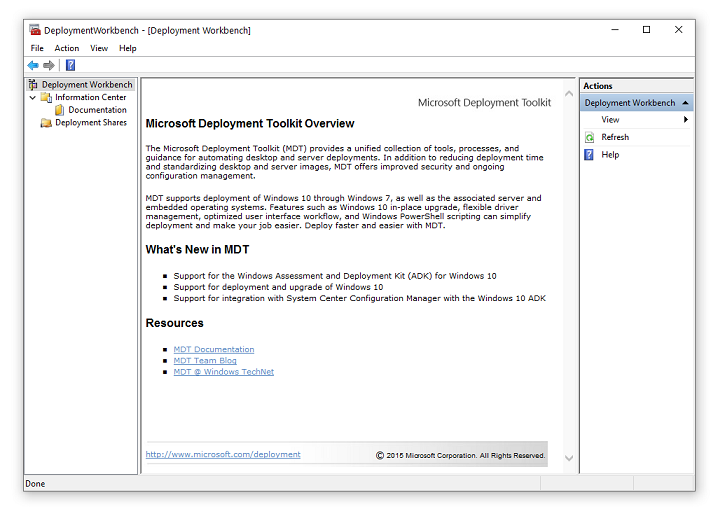 DeploymentWorkbench - [Deployment Workbench]
File Action View Help
Deployment Workbench
Information Center
Documentation
Deployment Shares
Microsoft Deployment Toolkit
Microsoft Deployment Toolkit Overview
The Microsoft Deployment Toolkit (MDT) provides a unified collection of tools, processes, and
guidance for automating desktop and server deployments. In addition to reducing deployment time
and standardizing desktop and server images, MDT offers improved security and ongoing
configuration management.
MDT supports deployment of Windows 10 through Windows 7, as well as the associated server and
embedded operating systems. Features such as Windows 10 in-place upgrade, flexible driver
management, optimized user interface workflow, and Windows PowerShell scripting can simplify
deployment and make your job easier. Deploy faster and easier with MDT.
What's New in MDT
Support for the Windows Assessment and Deployment Kit (ADK) for Windows 10
Support for deployment and upgrade of Windows 10
Support for integration with System Center Configuration Manager with the Windows 10 ADK
Resources
MDT Documentation
MDT Team Blog
MDT @ Windows TechNet
http://www.microsoft.com/deployment
© 2015 Microsoft Corporation. All Rights Reserved.
Actions
Deployment Workbench
View
Refresh
Help
Done